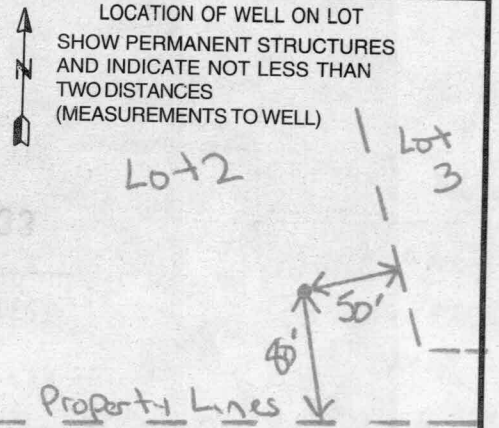 LOCATION OF WELL ON LOT
SHOW PERMANENT STRUCTURES
AND INDICATE NOT LESS THAN
TWO DISTANCES
(MEASUREMENTS TO WELL)
N
Lot 2
Lot
3
50'
Property Lines